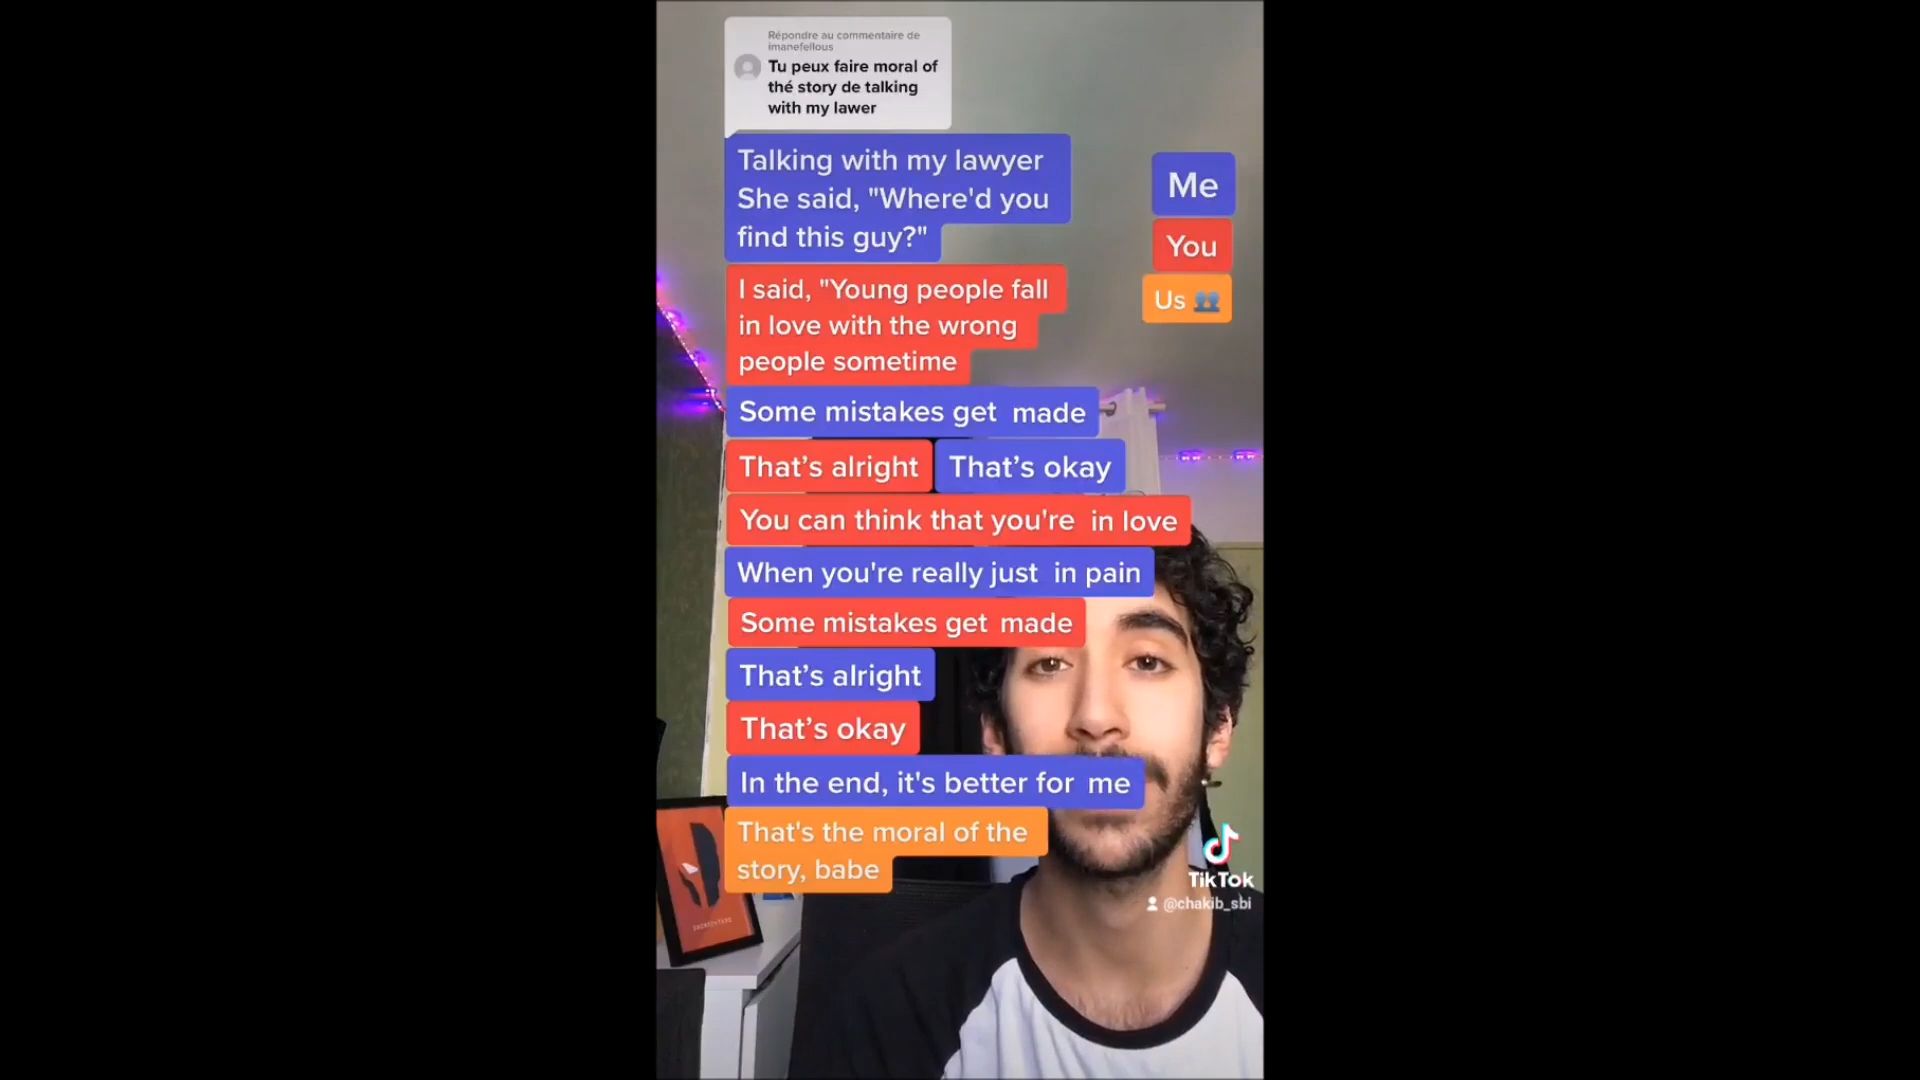 Répondre au commentaire de
imanefellous
Tu peux faire moral of
thé story de talking
with my lawer
Talking with my lawyer
She said, "Where'd you
find this guy?"
Me
You
Us
I said, "Young people fall
in love with the wrong
people sometime
Some mistakes get made
That's alright That's okay
You can think that you're in love
When you're really just in pain
Some mistakes get made
That's alright
That's okay
In the end, it's better for me
That's the moral of the
story, babe
TikTok
@chakib_sbi